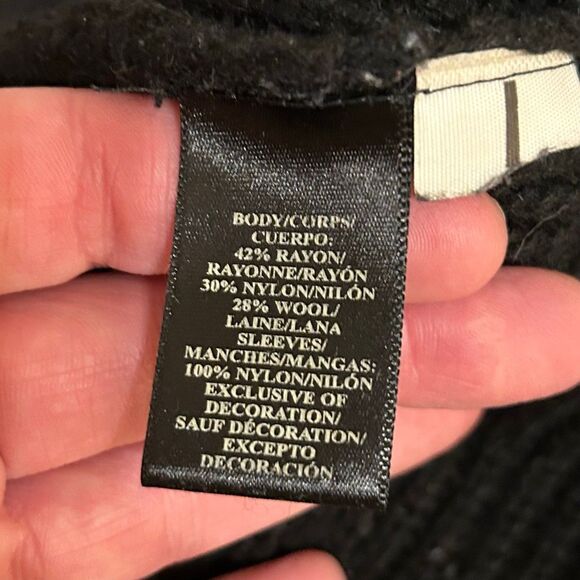 BODY/CORPS/
CUERPO:
42% RAYON/
RAYONNE/RAYÓN
30% NYLON/NILÓN
28% WOOL/
LAINE/LANA
SLEEVES/
MANCHES/MANGAS:
100% NYLON/NILÓN
EXCLUSIVE OF
DECORATION/
SAUF DÉCORATION/
EXCEPTO
DECORACIÓN